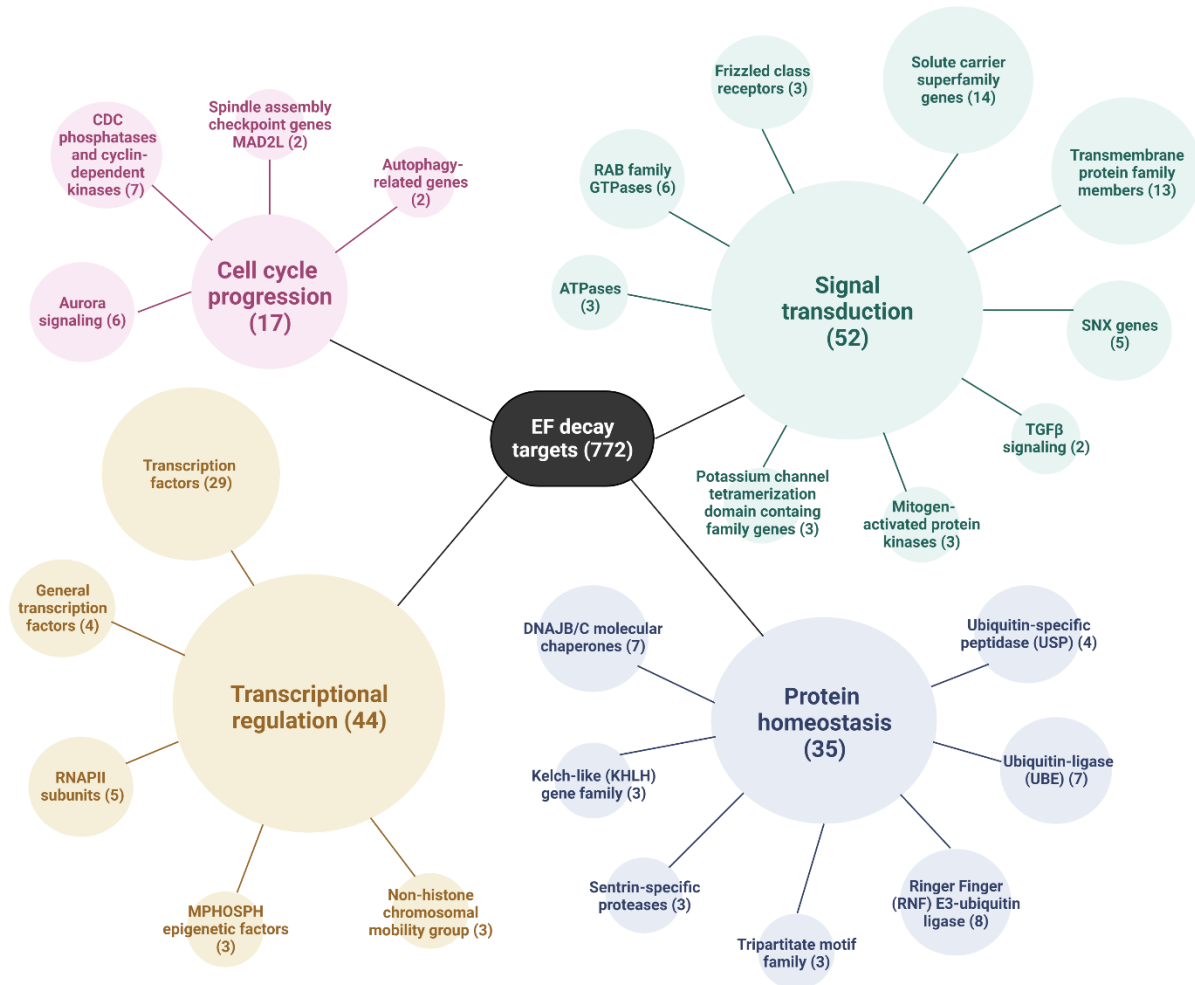 CDC
phosphatases
and cyclin-
dependent
kinases (7)
Spindle assembly
checkpoint genes
MAD2L (2)
Autophagy-
related genes
(2)
Aurora
signaling (6)
Cell cycle
progression
(17)
Frizzled class
receptors (3)
Solute carrier
superfamily
genes (14)
RAB family
GTPases (6)
Transmembrane
protein family
members (13)
ATPases
(3)
Signal
transduction
(52)
SNX genes
(5)
TGFβ
signaling (2)
Mitogen-
activated protein
kinases (3)
Potassium channel
tetramerization
domain containg
family genes (3)
EF decay
targets (772)
Transcription
factors (29)
General
transcription
factors (4)
Transcriptional
regulation (44)
RNAPII
subunits (5)
MPHOSPH
epigenetic factors
(3)
Non-histone
chromosomal
mobility group (3)
DNAJB/C molecular
chaperones (7)
Ubiquitin-specific
peptidase (USP) (4)
Protein
homeostasis
(35)
Kelch-like (KHLH)
gene family (3)
Ubiquitin-ligase
(UBE) (7)
Sentrin-specific
proteases (3)
Tripartitate motif
family (3)
Ringer Finger
(RNF) E3-ubiquitin
ligase (8)